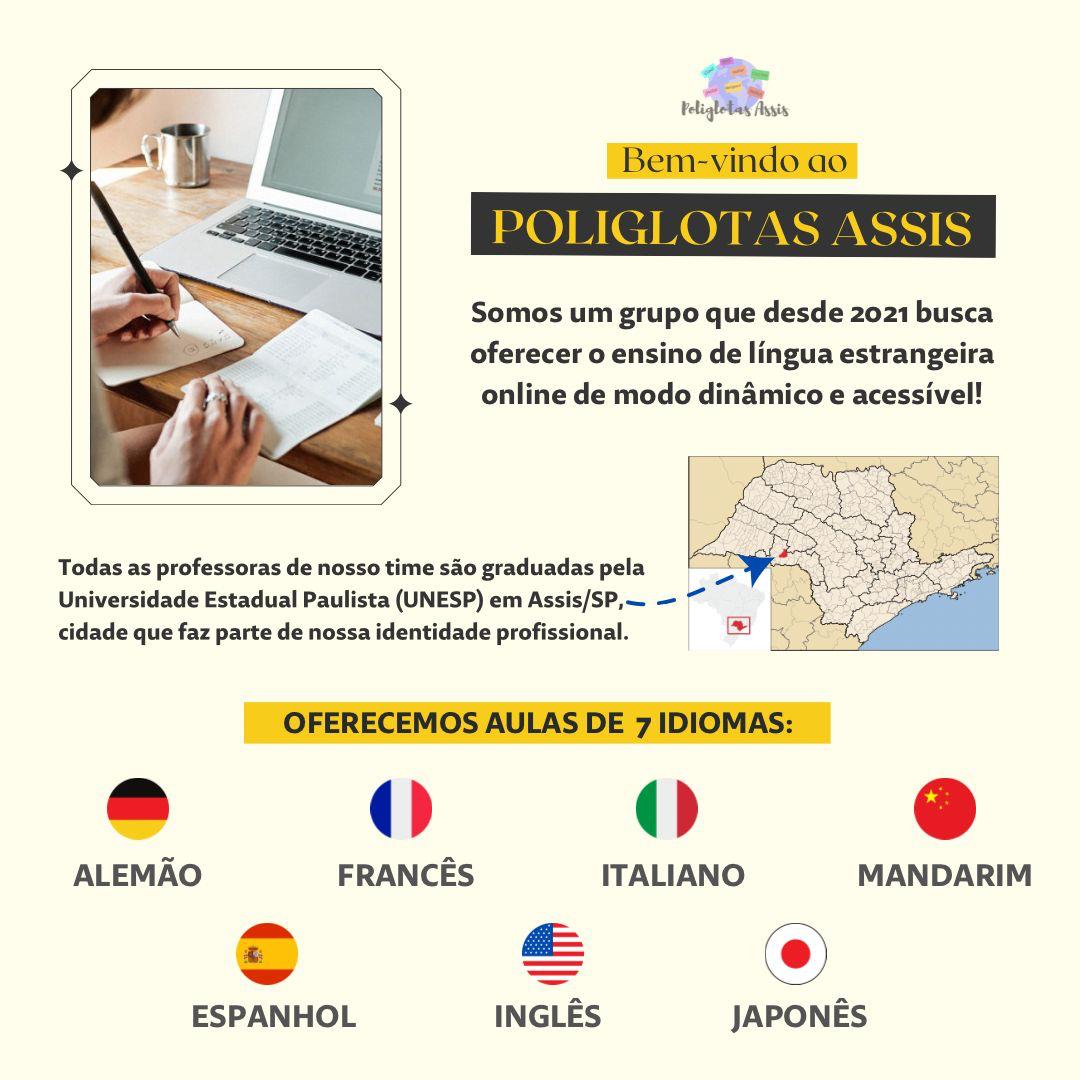 Poliglotas Assis
Bem-vindo ao
POLIGLOTAS ASSIS
Somos um grupo que desde 2021 busca
oferecer o ensino de língua estrangeira
online de modo dinâmico e acessível!
Todas as professoras de nosso time são graduadas pela
Universidade Estadual Paulista (UNESP) em Assis/SP,
cidade que faz parte de nossa identidade profissional.
OFERECEMOS AULAS DE 7 IDIOMAS:
ALEMÃO
FRANCÊS
ITALIANO
MANDARIM
ESPANHOL
INGLÊS
JAPONÊS